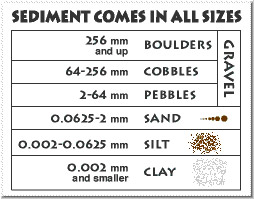 SEDIMENT COMES IN ALL SIZES
256 mm and up BOULDERS
64-256 mm COBBLES
2-64 mm PEBBLES
GRAVEL
0.0625-2 mm SAND
0.002-0.0625 mm SILT
0.002 mm and smaller CLAY